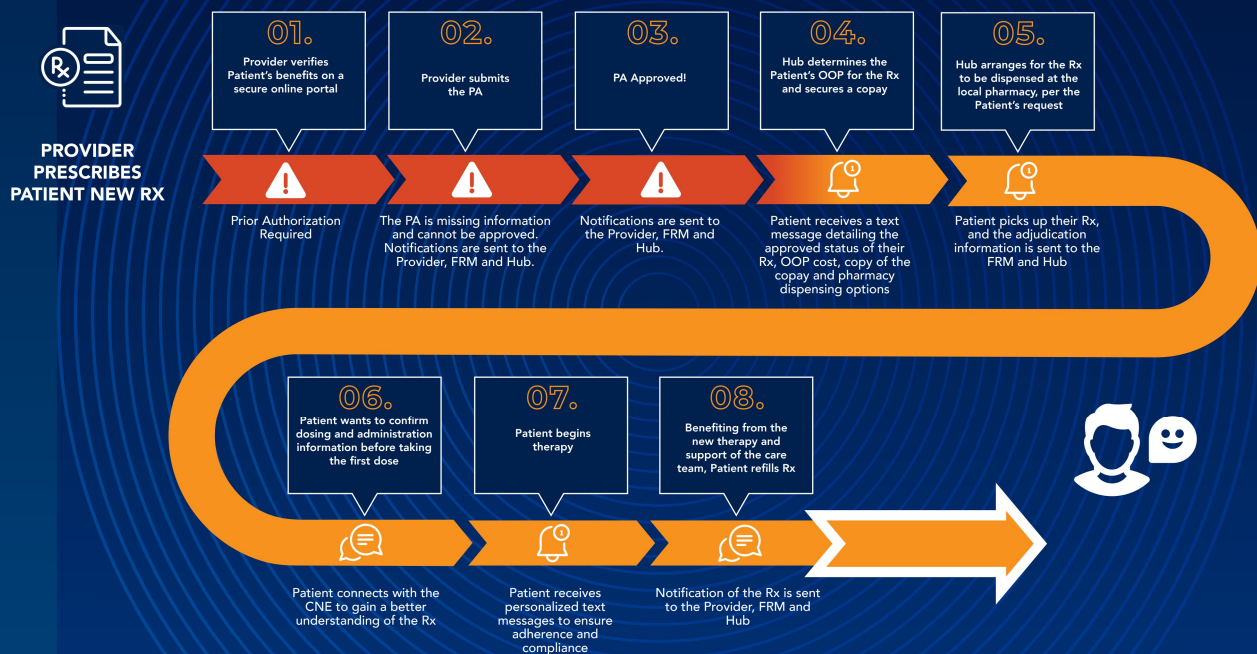 Rx
PROVIDER
PRESCRIBES
PATIENT NEW RX
01.
Provider verifies
Patient's benefits on a
secure online portal
!
Prior Authorization
Required
02.
Provider submits
the PA
!
The PA is missing information
and cannot be approved.
Notifications are sent to the
Provider, FRM and Hub.
03.
PA Approved!
!
Notifications are sent to
the Provider, FRM and
Hub.
04.
Hub determines the
Patient's OOP for the Rx
and secures a copay
1
Patient receives a text
message detailing the
approved status of their
Rx, OOP cost, copy of the
copay and pharmacy
dispensing options
05.
Hub arranges for the Rx
to be dispensed at the
local pharmacy, per the
Patient's request
1
Patient picks up their Rx,
and the adjudication
information is sent to the
FRM and Hub
06.
Patient wants to confirm
dosing and administration
information before taking
the first dose
Patient connects with the
CNE to gain a better
understanding of the Rx
07.
Patient begins
therapy
1
Patient receives
personalized text
messages to ensure
adherence and
compliance
08.
Benefiting from the
new therapy and
support of the care
team, Patient refills Rx
Notification of the Rx is sent
to the Provider, FRM and
Hub